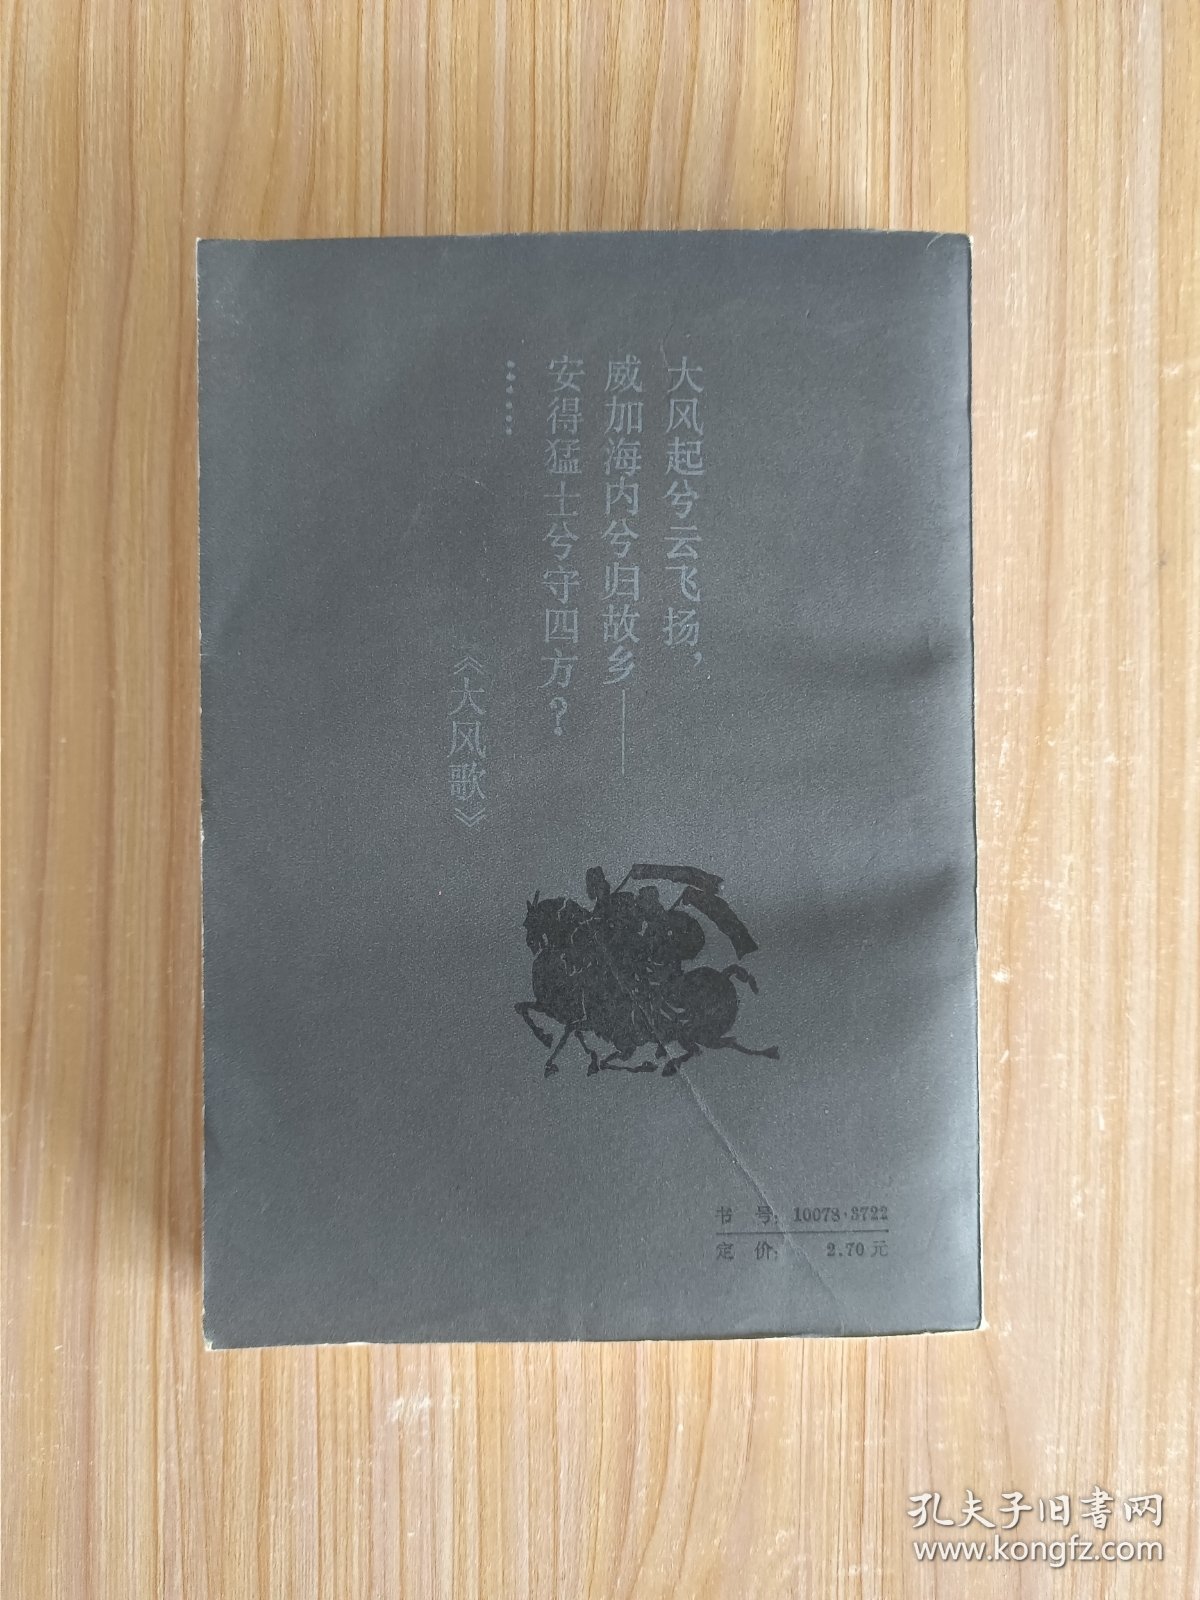 大风起兮云飞扬，
威加海内兮归故乡——
安得猛士兮守四方？
……
《大风歌》
书 号：10078·3722
定 价： 2.70元
孔夫子旧書网
www.kongfz.com